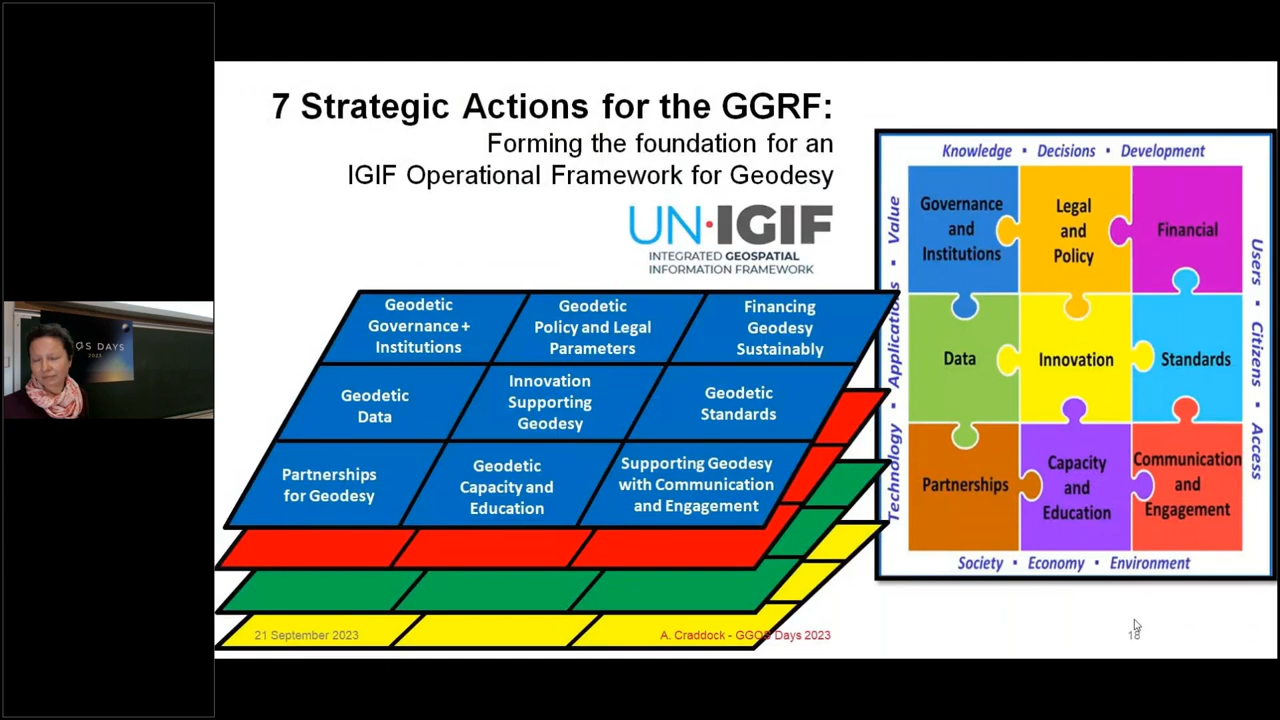 7 Strategic Actions for the GGRF:
Forming the foundation for an
IGIF Operational Framework for Geodesy
UN·IGIF
INTEGRATED GEOSPATIAL
INFORMATION FRAMEWORK
Geodetic
Governance+
Institutions
Geodetic
Policy and Legal
Parameters
Financing
Geodesy
Sustainably
Geodetic
Data
Innovation
Supporting
Geodesy
Geodetic
Standards
Partnerships
for Geodesy
Geodetic
Capacity and
Education
Supporting Geodesy
with Communication
and Engagement
Knowledge • Decisions • Development
Technology • Applications • Value
Governance
and
Institutions
Legal
and
Policy
Financial
Data
Innovation
Standards
Partnerships
Capacity
and
Education
Communication
and
Engagement
Users • Citizens • Access
Society • Economy • Environment
21 September 2023
A. Craddock - GGOS Days 2023
18
OS DAYS